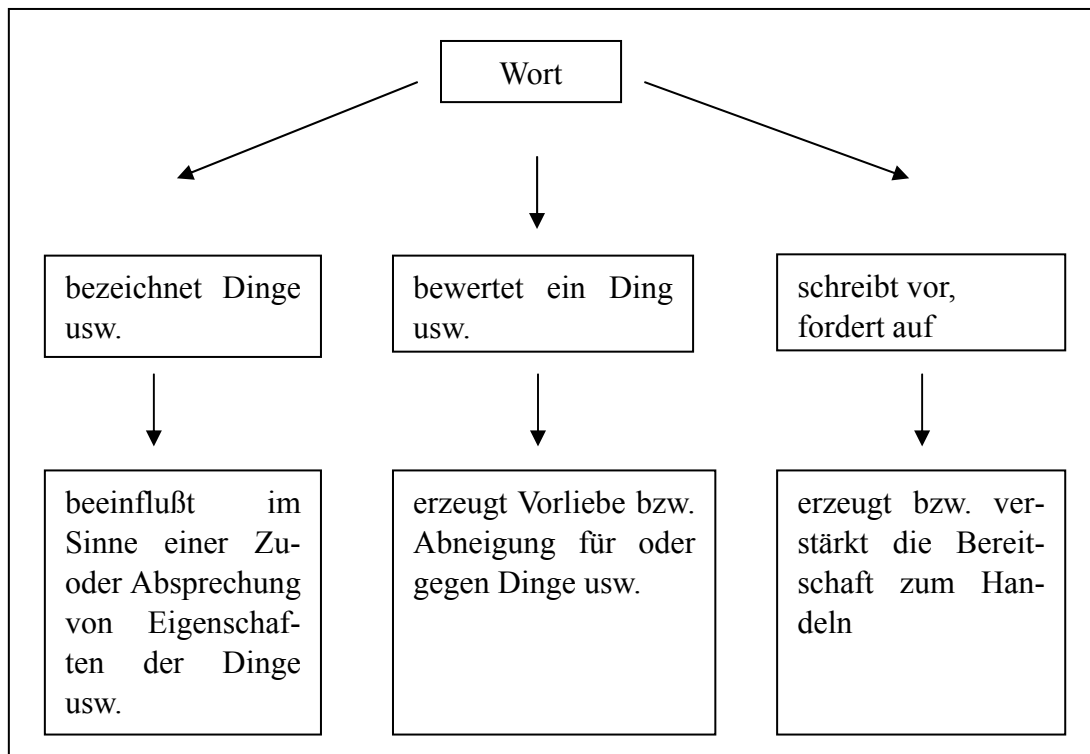 Wort
bezeichnet Dinge
usw.
bewertet ein Ding
usw.
schreibt vor,
fordert auf
beeinflußt im
Sinne einer Zu-
oder Absprechung
von Eigenschaf-
ten der Dinge
usw.
erzeugt Vorliebe bzw.
Abneigung für oder
gegen Dinge usw.
erzeugt bzw. ver-
stärkt die Bereit-
schaft zum Han-
deln